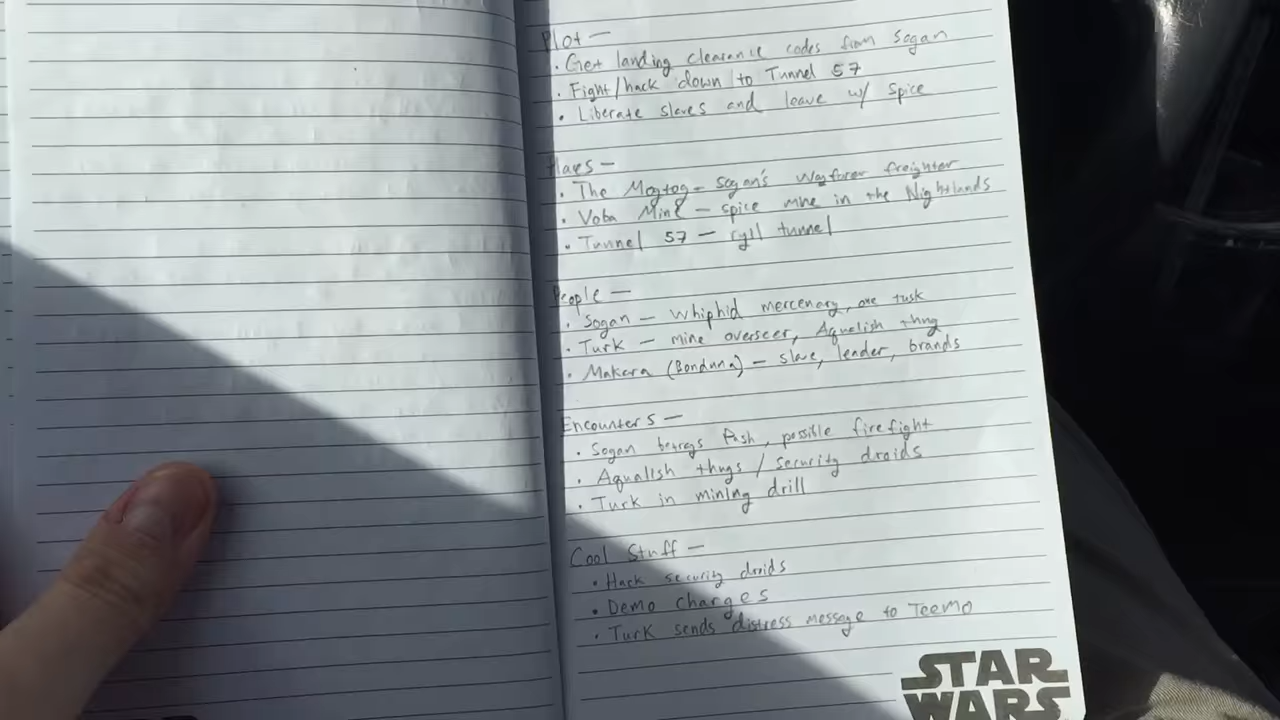 Plot —
• Get landing clearance codes from Sogan
• Fight/hack down to Tunnel 57
• Liberate slaves and leave w/ spice
Places —
• The Mogtog - Sogan's Wayfarer freighter
• Voba Mine - spice mine in the Nightlands
• Tunnel 57 - ryll tunnel
People —
• Sogan - Whiphid mercenary, one tusk
• Turk - mine overseer, Aqualish thug
• Makara (Bonduna) - slave, leader, brands
Encounters —
• Sogan betrays Pash, possible firefight
• Aqualish thugs / security droids
• Turk in mining drill
Cool Stuff —
• Hack security droids
• Demo charges
• Turk sends distress message to Teemo
STAR
WARS